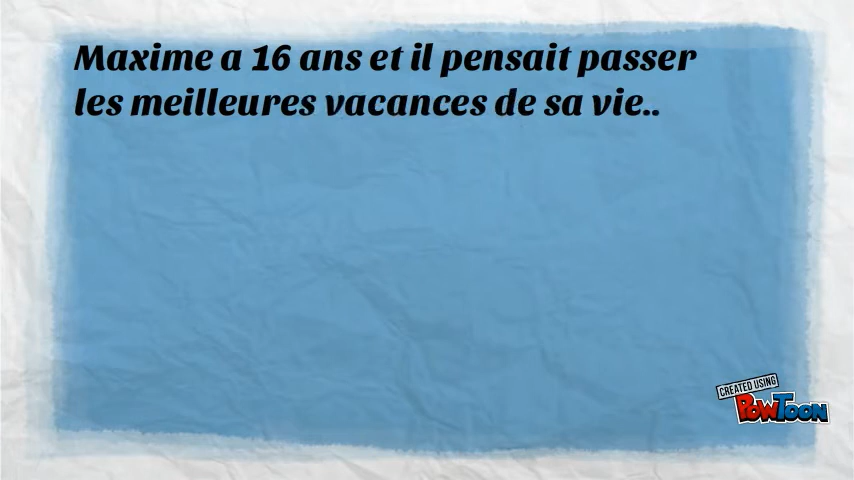 Maxime a 16 ans et il pensait passer
les meilleures vacances de sa vie..
CREATED USING
POWTOON